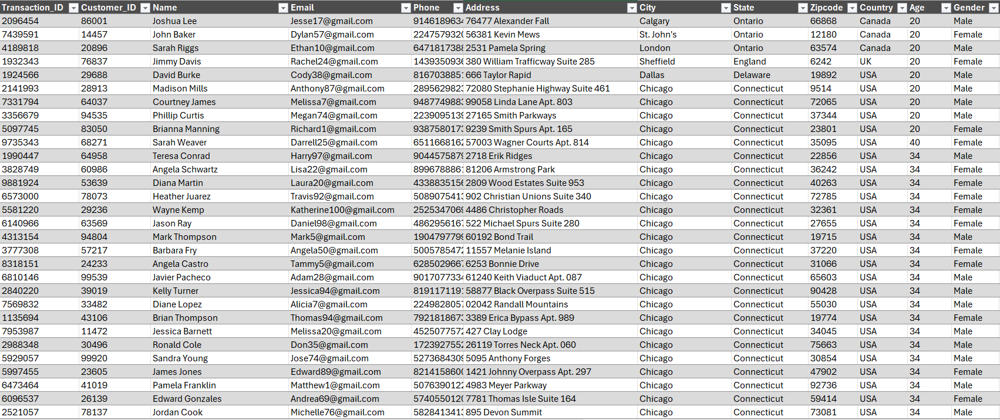 Transaction_ID Customer_ID Name Email Phone Address City State Zipcode Country Age Gender
2096454 86001 Joshua Lee Jesse17@gmail.com 9146189634 76477 Alexander Fall Calgary Ontario 66868 Canada 20 Male
7439591 14457 John Baker Dylan57@gmail.com 2247579320 56381 Kevin Mews St. John's Ontario 12180 Canada 20 Female
4189818 20896 Sarah Riggs Ethan10@gmail.com 6471817388 2531 Pamela Spring London Ontario 63574 Canada 20 Male
1932343 76837 Jimmy Davis Rachel24@gmail.com 1439350936 380 William Trafficway Suite 285 Sheffield England 6242 UK 20 Female
1924566 29688 David Burke Cody38@gmail.com 816703885 666 Taylor Rapid Dallas Delaware 19892 USA 20 Male
2141993 28913 Madison Mills Anthony87@gmail.com 289562982 72080 Stephanie Highway Suite 461 Chicago Connecticut 9514 USA 20 Male
7331794 64037 Courtney James Melissa7@gmail.com 948774988 99058 Linda Lane Apt. 803 Chicago Connecticut 72065 USA 20 Male
3356679 94535 Phillip Curtis Megan74@gmail.com 223909513 27165 Smith Parkways Chicago Connecticut 37344 USA 20 Male
5097745 83050 Brianna Manning Richard1@gmail.com 938758017 9239 Smith Spurs Apt. 165 Chicago Connecticut 23801 USA 20 Female
9735343 68271 Sarah Weaver Darrell25@gmail.com 651166816 57003 Wagner Courts Apt. 814 Chicago Connecticut 35095 USA 40 Female
1990447 64958 Teresa Conrad Harry97@gmail.com 904457587 2718 Erik Ridges Chicago Connecticut 22856 USA 34 Male
3828749 60986 Angela Schwartz Lisa22@gmail.com 899678886 81206 Armstrong Park Chicago Connecticut 36242 USA 34 Female
9881924 53639 Diana Martin Laura20@gmail.com 433883515 2809 Wood Estates Suite 953 Chicago Connecticut 40263 USA 34 Female
6573000 78073 Heather Juarez Travis92@gmail.com 508907541 902 Christian Unions Suite 340 Chicago Connecticut 72785 USA 34 Female
5581220 29236 Wayne Kemp Katherine100@gmail.com 252534706 4486 Christopher Roads Chicago Connecticut 32361 USA 34 Female
6140966 63569 Jason Ray Daniel98@gmail.com 486295616 522 Michael Spurs Suite 280 Chicago Connecticut 27655 USA 34 Female
4313154 94804 Mark Thompson Mark5@gmail.com 190479779 60192 Bond Trail Chicago Connecticut 19715 USA 34 Male
3777308 57217 Barbara Fry Angela50@gmail.com 500578547 11557 Melanie Island Chicago Connecticut 37220 USA 34 Female
8318151 24233 Angela Castro Tammy5@gmail.com 628502966 6253 Bonnie Drive Chicago Connecticut 31066 USA 34 Female
6810146 99539 Javier Pacheco Adam28@gmail.com 901707733 61240 Keith Viaduct Apt. 087 Chicago Connecticut 65603 USA 34 Male
2840220 39019 Kelly Turner Jessica94@gmail.com 819117119 58877 Black Overpass Suite 515 Chicago Connecticut 90428 USA 34 Male
7569832 33482 Diane Lopez Alicia7@gmail.com 224982805 02042 Randall Mountains Chicago Connecticut 55030 USA 34 Male
1135694 43106 Brian Thompson Thomas94@gmail.com 792181867 3389 Erica Bypass Apt. 989 Chicago Connecticut 19774 USA 34 Female
7953987 11472 Jessica Barnett Melissa20@gmail.com 452507757 427 Clay Lodge Chicago Connecticut 34045 USA 34 Male
2988348 30496 Ronald Cole Don35@gmail.com 172392755 26119 Torres Neck Apt. 060 Chicago Connecticut 75663 USA 34 Male
5929057 99920 Sandra Young Jose74@gmail.com 527368430 5095 Anthony Forges Chicago Connecticut 30854 USA 34 Male
5997455 23605 James Jones Edward89@gmail.com 821415860 1421 Johnny Overpass Apt. 297 Chicago Connecticut 47902 USA 34 Female
6473464 41019 Pamela Franklin Matthew1@gmail.com 507639012 4983 Meyer Parkway Chicago Connecticut 92736 USA 34 Male
6096537 26139 Edward Gonzales Andrea69@gmail.com 574055012 7781 Thomas Isle Suite 164 Chicago Connecticut 59414 USA 34 Female
2521057 78137 Jordan Cook Michelle76@gmail.com 582841341 895 Devon Summit Chicago Connecticut 73081 USA 34 Male